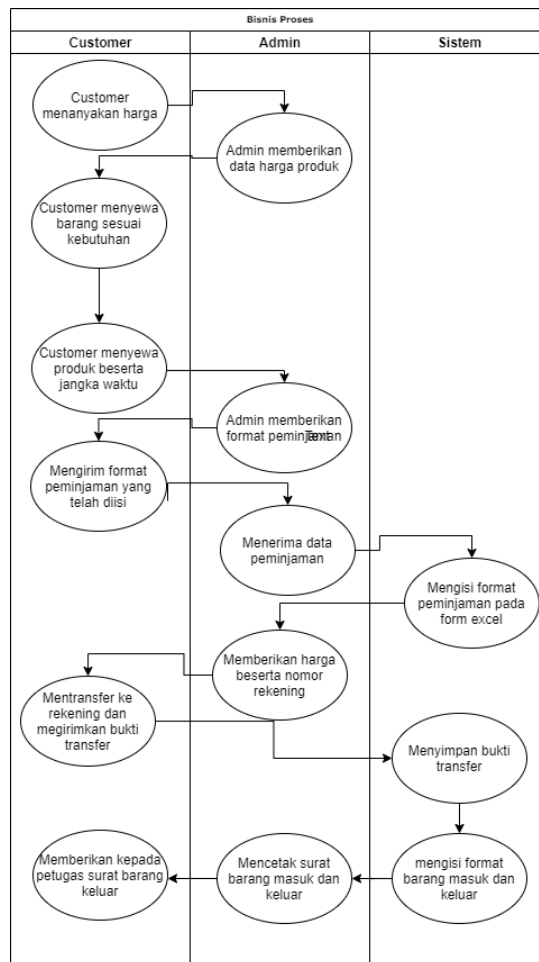 Bisnis Proses
Customer
Admin
Sistem
Customer
menanyakan harga
Admin memberikan
data harga produk
Customer menyewa
barang sesuai
kebutuhan
Customer menyewa
produk beserta
jangka waktu
Admin memberikan
format peminjaman
Text
Mengirim format
peminjaman yang
telah diisi
Menerima data
peminjaman
Mengisi format
peminjaman pada
form excel
Memberikan harga
beserta nomor
rekening
Mentransfer ke
rekening dan
megirimkan bukti
transfer
Menyimpan bukti
transfer
mengisi format
barang masuk dan
keluar
Mencetak surat
barang masuk dan
keluar
Memberikan kepada
petugas surat barang
keluar